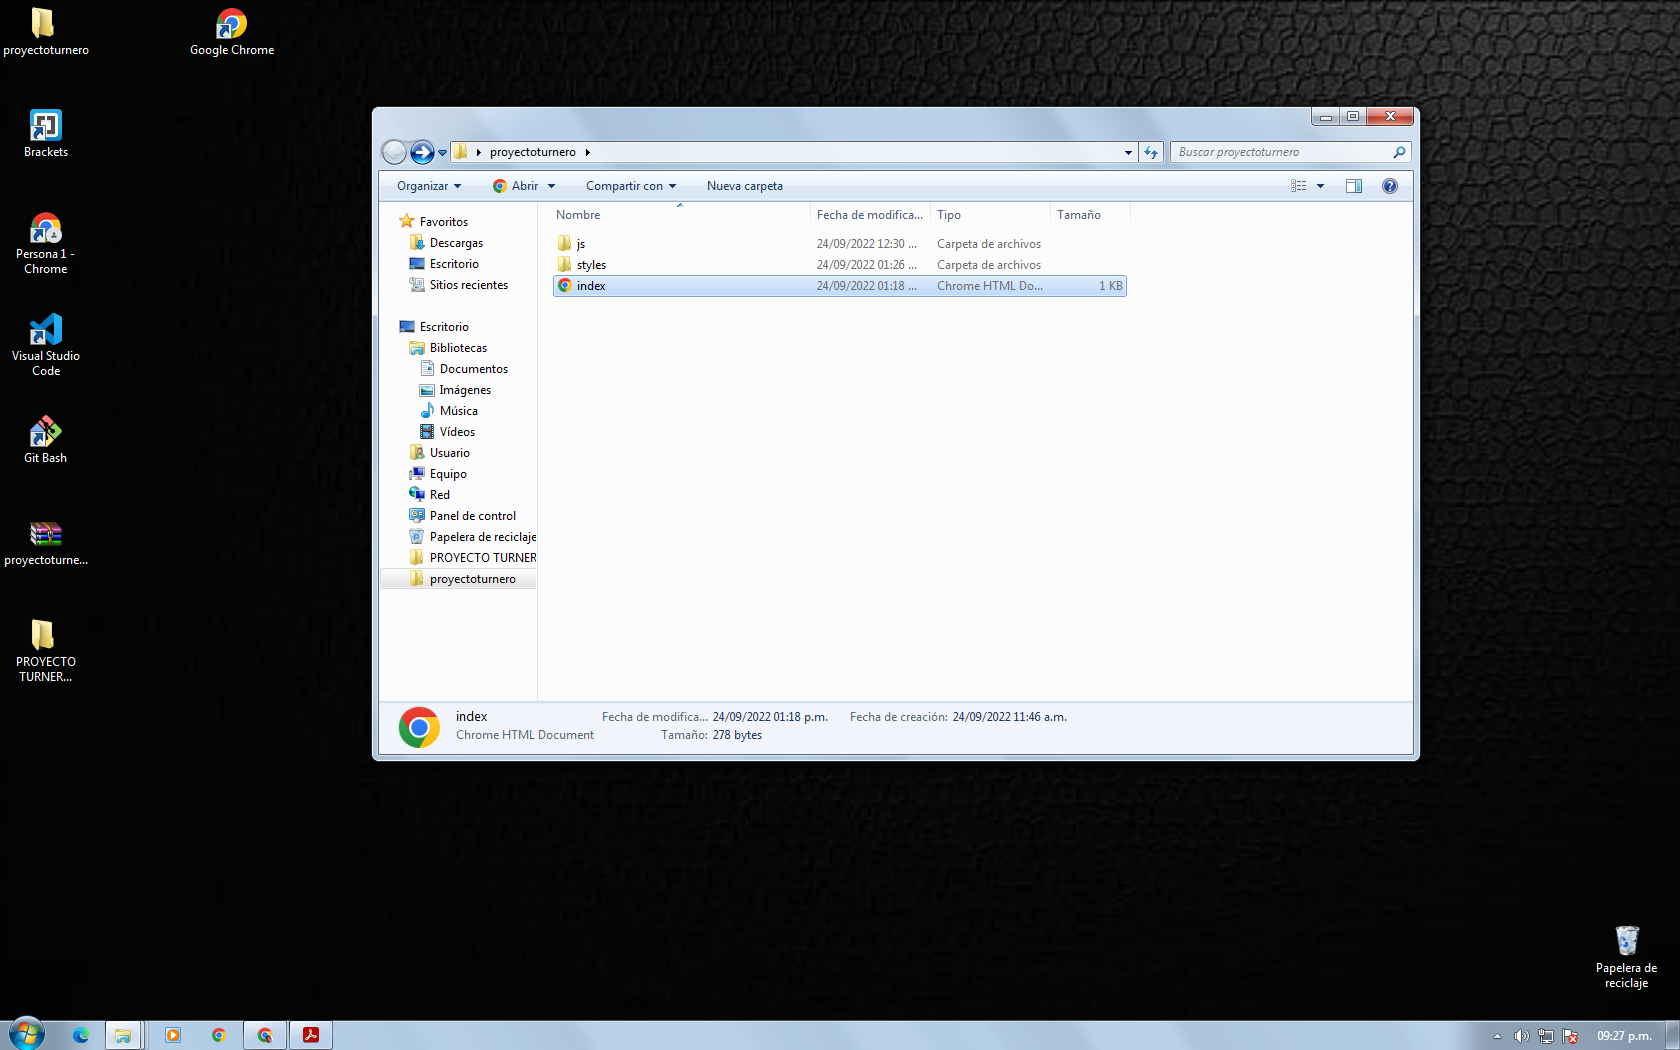 proyectoturnero
Google Chrome
Brackets
Persona 1 -
Chrome
Visual Studio
Code
Git Bash
proyectoturne...
PROYECTO
TURNER...
proyectoturnero
Buscar proyectoturnero
Organizar
Abrir
Compartir con
Nueva carpeta
Favoritos
Descargas
Escritorio
Sitios recientes
Escritorio
Bibliotecas
Documentos
Imágenes
Música
Vídeos
Usuario
Equipo
Red
Panel de control
Papelera de reciclaje
PROYECTO TURNER
proyectoturnero
Nombre Fecha de modifica... Tipo Tamaño
js 24/09/2022 12:30 ... Carpeta de archivos
styles 24/09/2022 01:26 ... Carpeta de archivos
index 24/09/2022 01:18 ... Chrome HTML Do... 1 KB
index Fecha de modifica... 24/09/2022 01:18 p.m. Fecha de creación: 24/09/2022 11:46 a.m.
Chrome HTML Document Tamaño: 278 bytes
Papelera de
reciclaje
09:27 p.m.